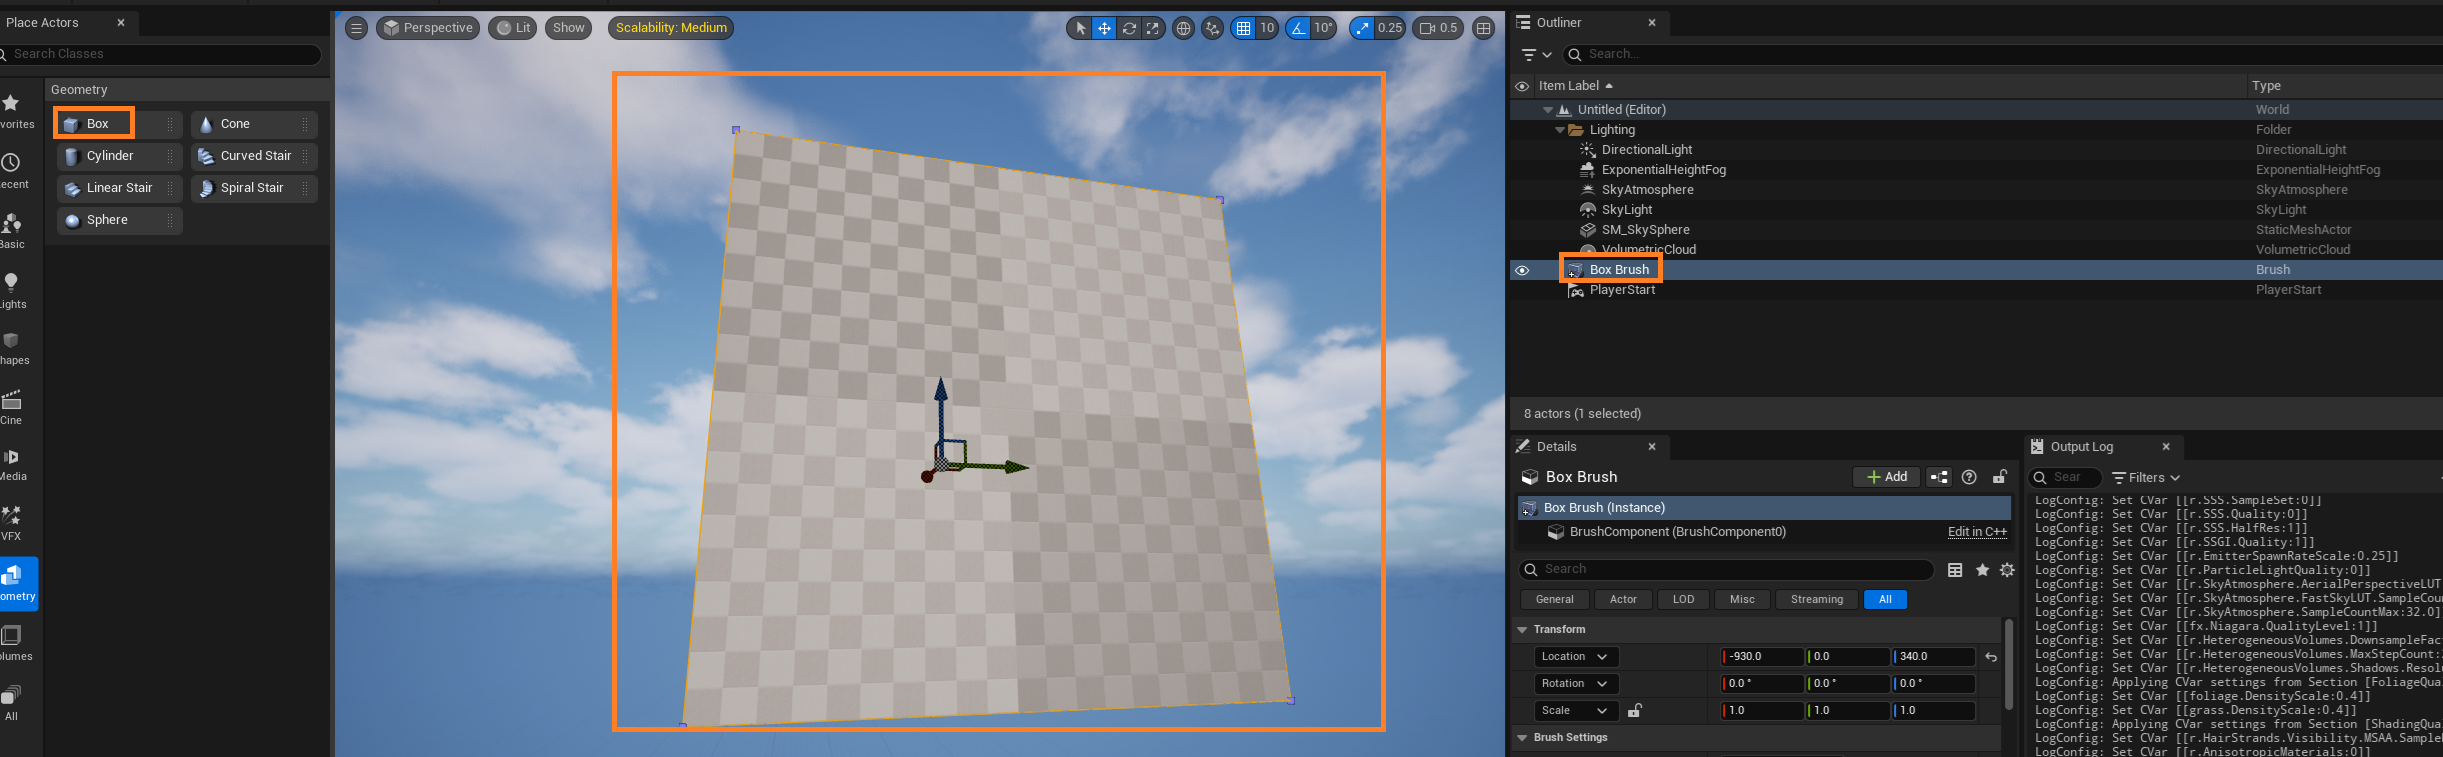 Place Actors
Search Classes
Geometry
Box
Cone
Cylinder
Curved Stair
Linear Stair
Spiral Stair
Sphere
vorites
ecent
Basic
ights
hapes
Cine
Media
VFX
ometry
olumes
All
Perspective
Lit
Show
Scalability: Medium
10
10°
0.25
0.5
Outliner
Search...
Item Label
Type
Untitled (Editor)
World
Lighting
Folder
DirectionalLight
DirectionalLight
ExponentialHeightFog
ExponentialHeightFog
SkyAtmosphere
SkyAtmosphere
SkyLight
SkyLight
SM_SkySphere
StaticMeshActor
VolumetricCloud
VolumetricCloud
Box Brush
Brush
PlayerStart
PlayerStart
8 actors (1 selected)
Details
Box Brush
Add
Box Brush (Instance)
BrushComponent (BrushComponent0)
Edit in C++
Search
General
Actor
LOD
Misc
Streaming
All
Transform
Location
-930.0
0.0
340.0
Rotation
0.0 °
0.0 °
0.0 °
Scale
1.0
1.0
1.0
Brush Settings
Output Log
Sear
Filters
LogConfig: Set CVar [[r.SSS.SampleSet:0]]
LogConfig: Set CVar [[r.SSS.Quality:0]]
LogConfig: Set CVar [[r.SSS.HalfRes:1]]
LogConfig: Set CVar [[r.SSGI.Quality:1]]
LogConfig: Set CVar [[r.EmitterSpawnRateScale:0.25]]
LogConfig: Set CVar [[r.ParticleLightQuality:0]]
LogConfig: Set CVar [[r.SkyAtmosphere.AerialPerspectiveLUT
LogConfig: Set CVar [[r.SkyAtmosphere.FastSkyLUT.SampleCou
LogConfig: Set CVar [[r.SkyAtmosphere.SampleCountMax:32.0]
LogConfig: Set CVar [[fx.Niagara.QualityLevel:1]]
LogConfig: Set CVar [[r.HeterogeneousVolumes.DownsampleFac
LogConfig: Set CVar [[r.HeterogeneousVolumes.MaxStepCount:
LogConfig: Set CVar [[r.HeterogeneousVolumes.Shadows.Resol
LogConfig: Applying CVar settings from Section [FoliageQua
LogConfig: Set CVar [[foliage.DensityScale:0.4]]
LogConfig: Set CVar [[grass.DensityScale:0.4]]
LogConfig: Applying CVar settings from Section [ShadingQua
LogConfig: Set CVar [[r.HairStrands.Visibility.MSAA.Sample
LogConfig: Set CVar [[r.AnisotropicMaterials:0]]